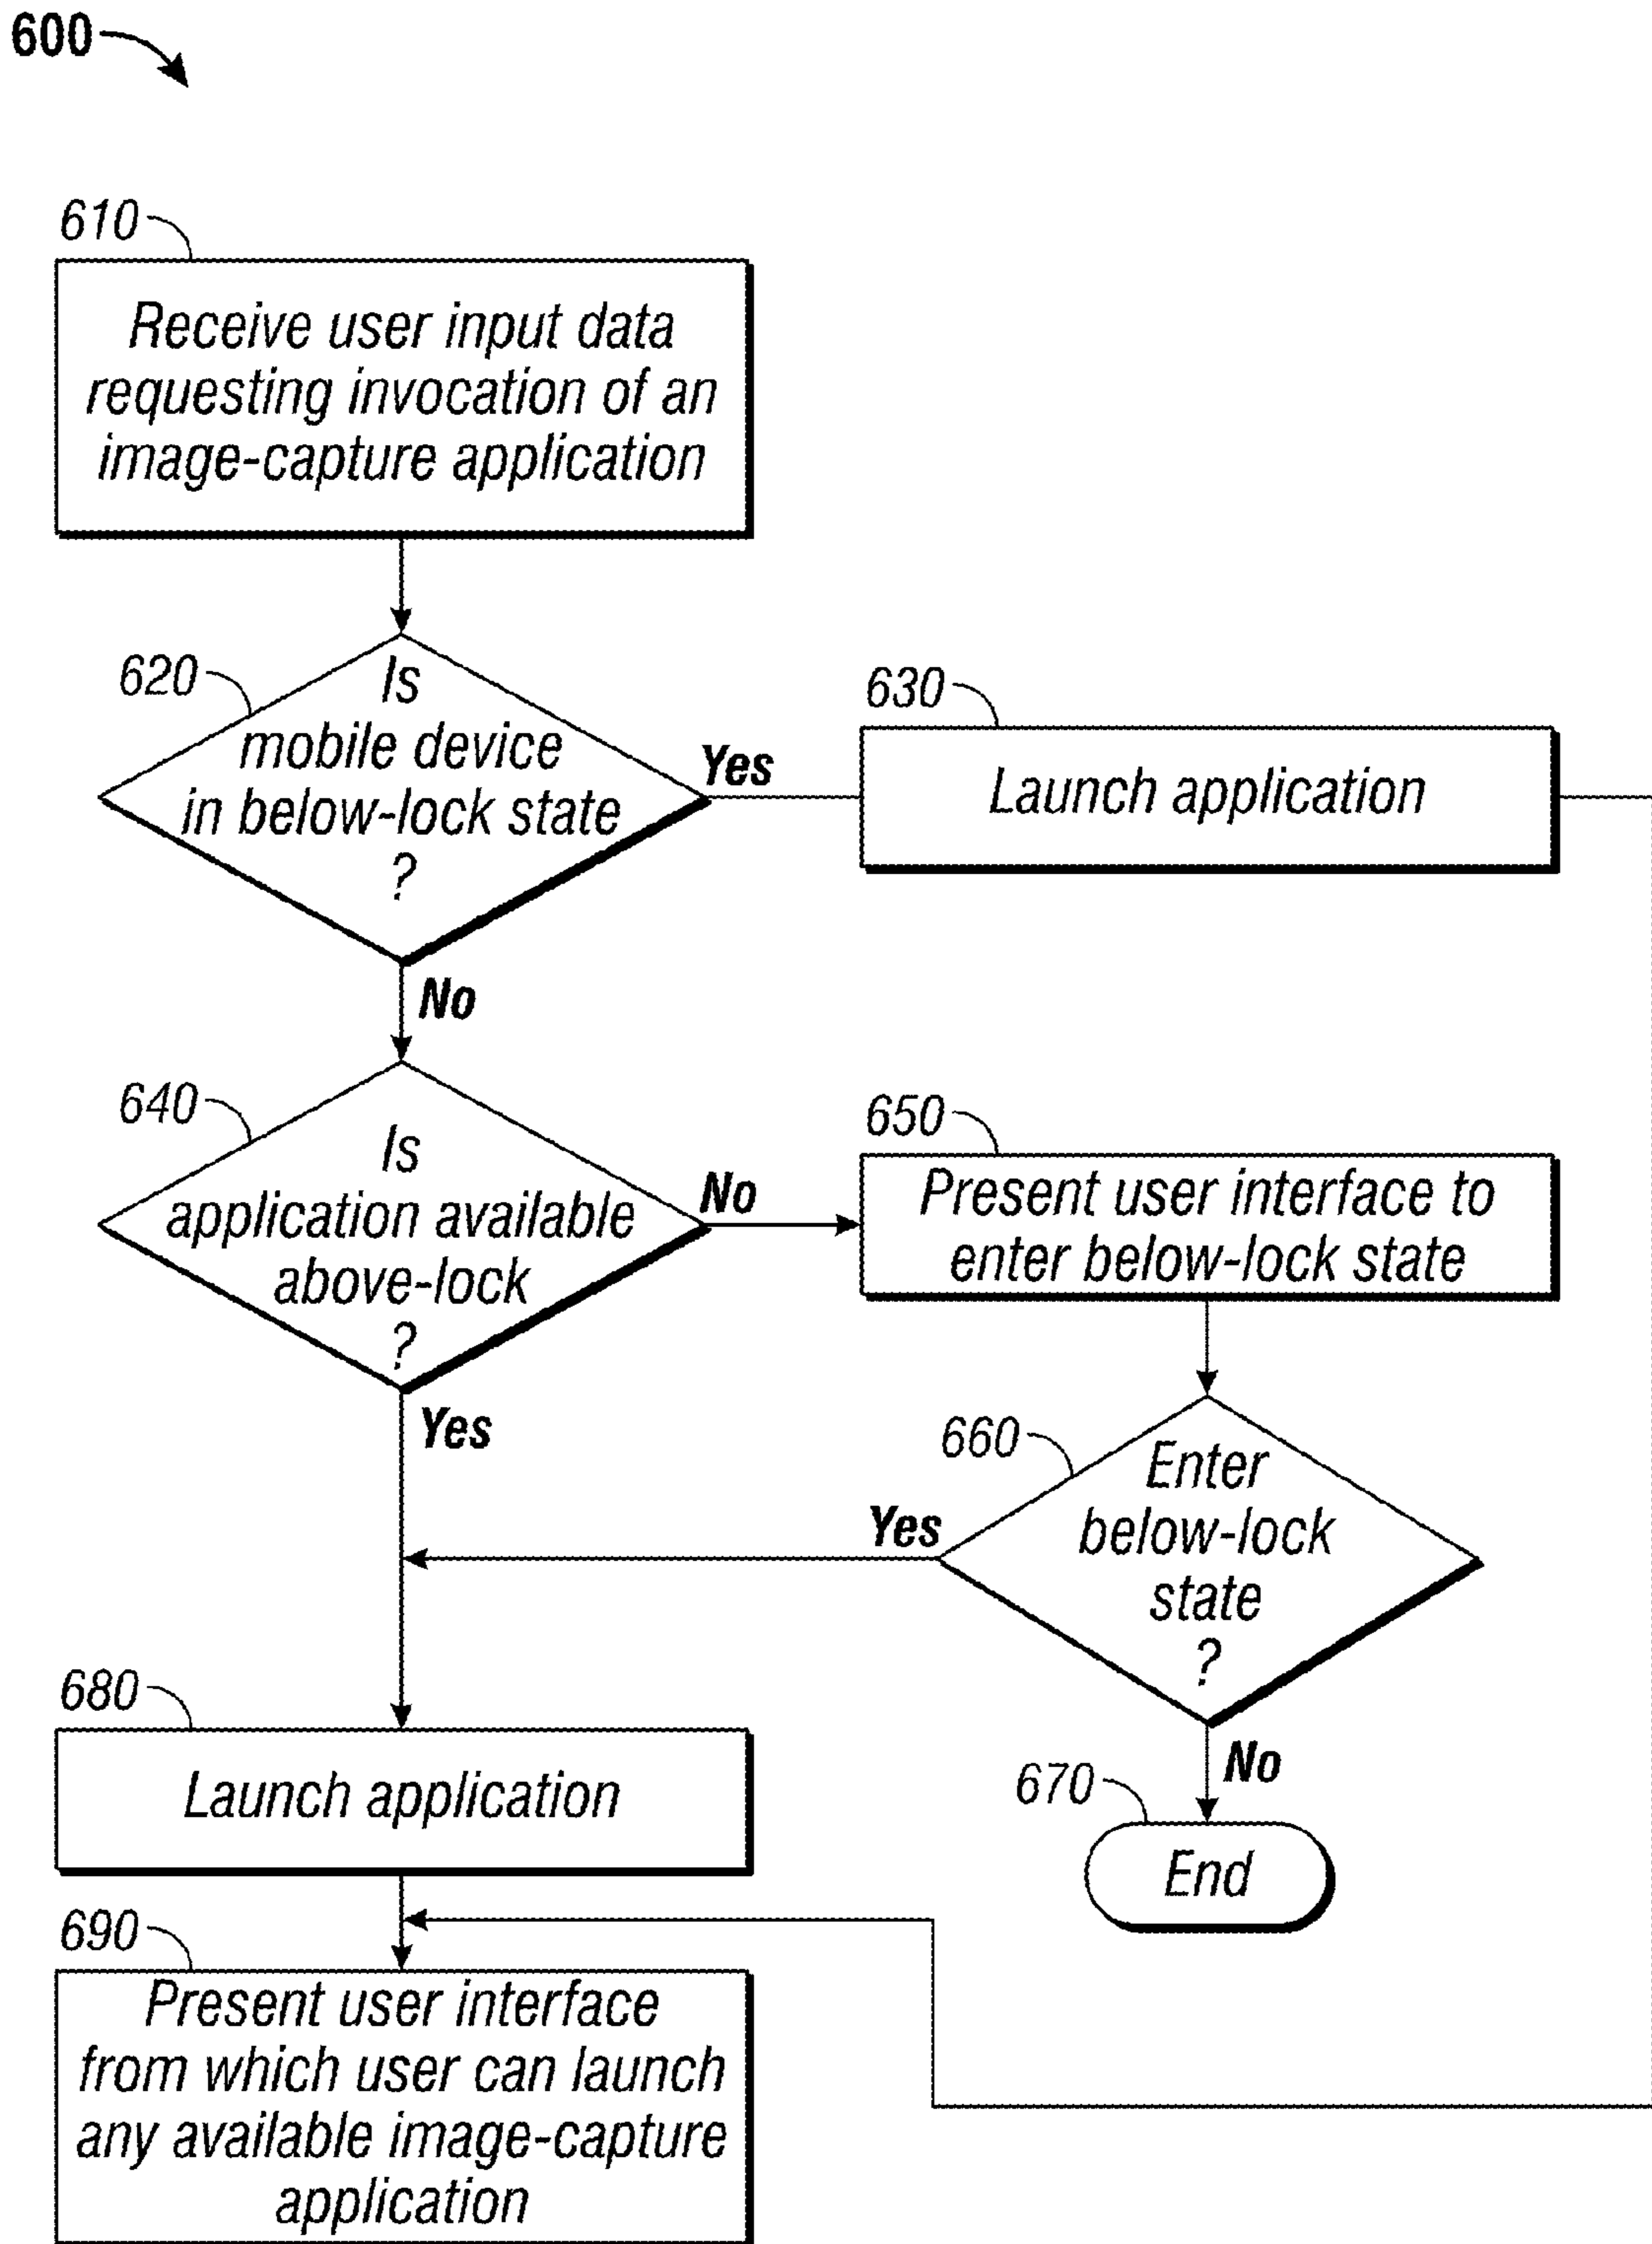 600
610
Receive user input data
requesting invocation of an
image-capture application
620
Is
mobile device
in below-lock state
?
Yes
630
Launch application
No
640
Is
application available
above-lock
?
No
650
Present user interface to
enter below-lock state
Yes
660
Enter
below-lock
state
?
Yes
No
670
End
680
Launch application
690
Present user interface
from which user can launch
any available image-capture
application